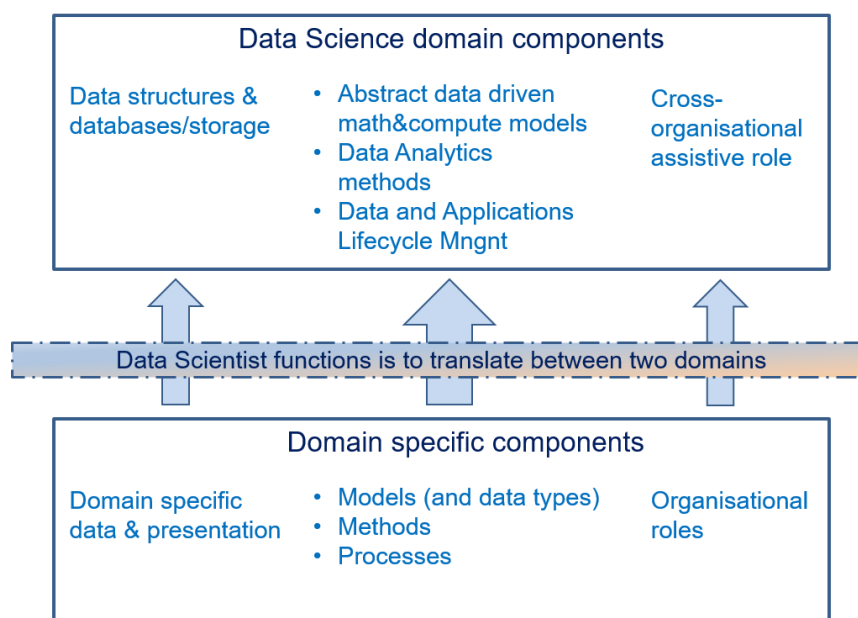 Data Science domain components
Data structures &
databases/storage
• Abstract data driven
math&compute models
• Data Analytics
methods
• Data and Applications
Lifecycle Mngnt
Cross-
organisational
assistive role
Data Scientist functions is to translate between two domains
Domain specific components
Domain specific
data & presentation
• Models (and data types)
• Methods
• Processes
Organisational
roles